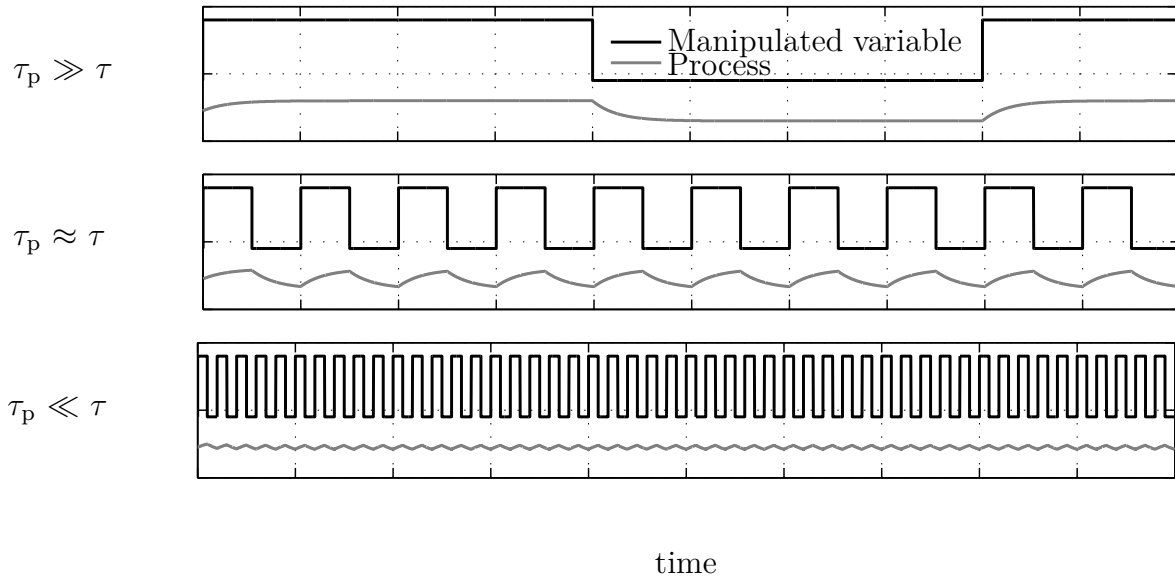 τp ≫ τ
Manipulated variable
Process
τp ≈ τ
τp ≪ τ
time